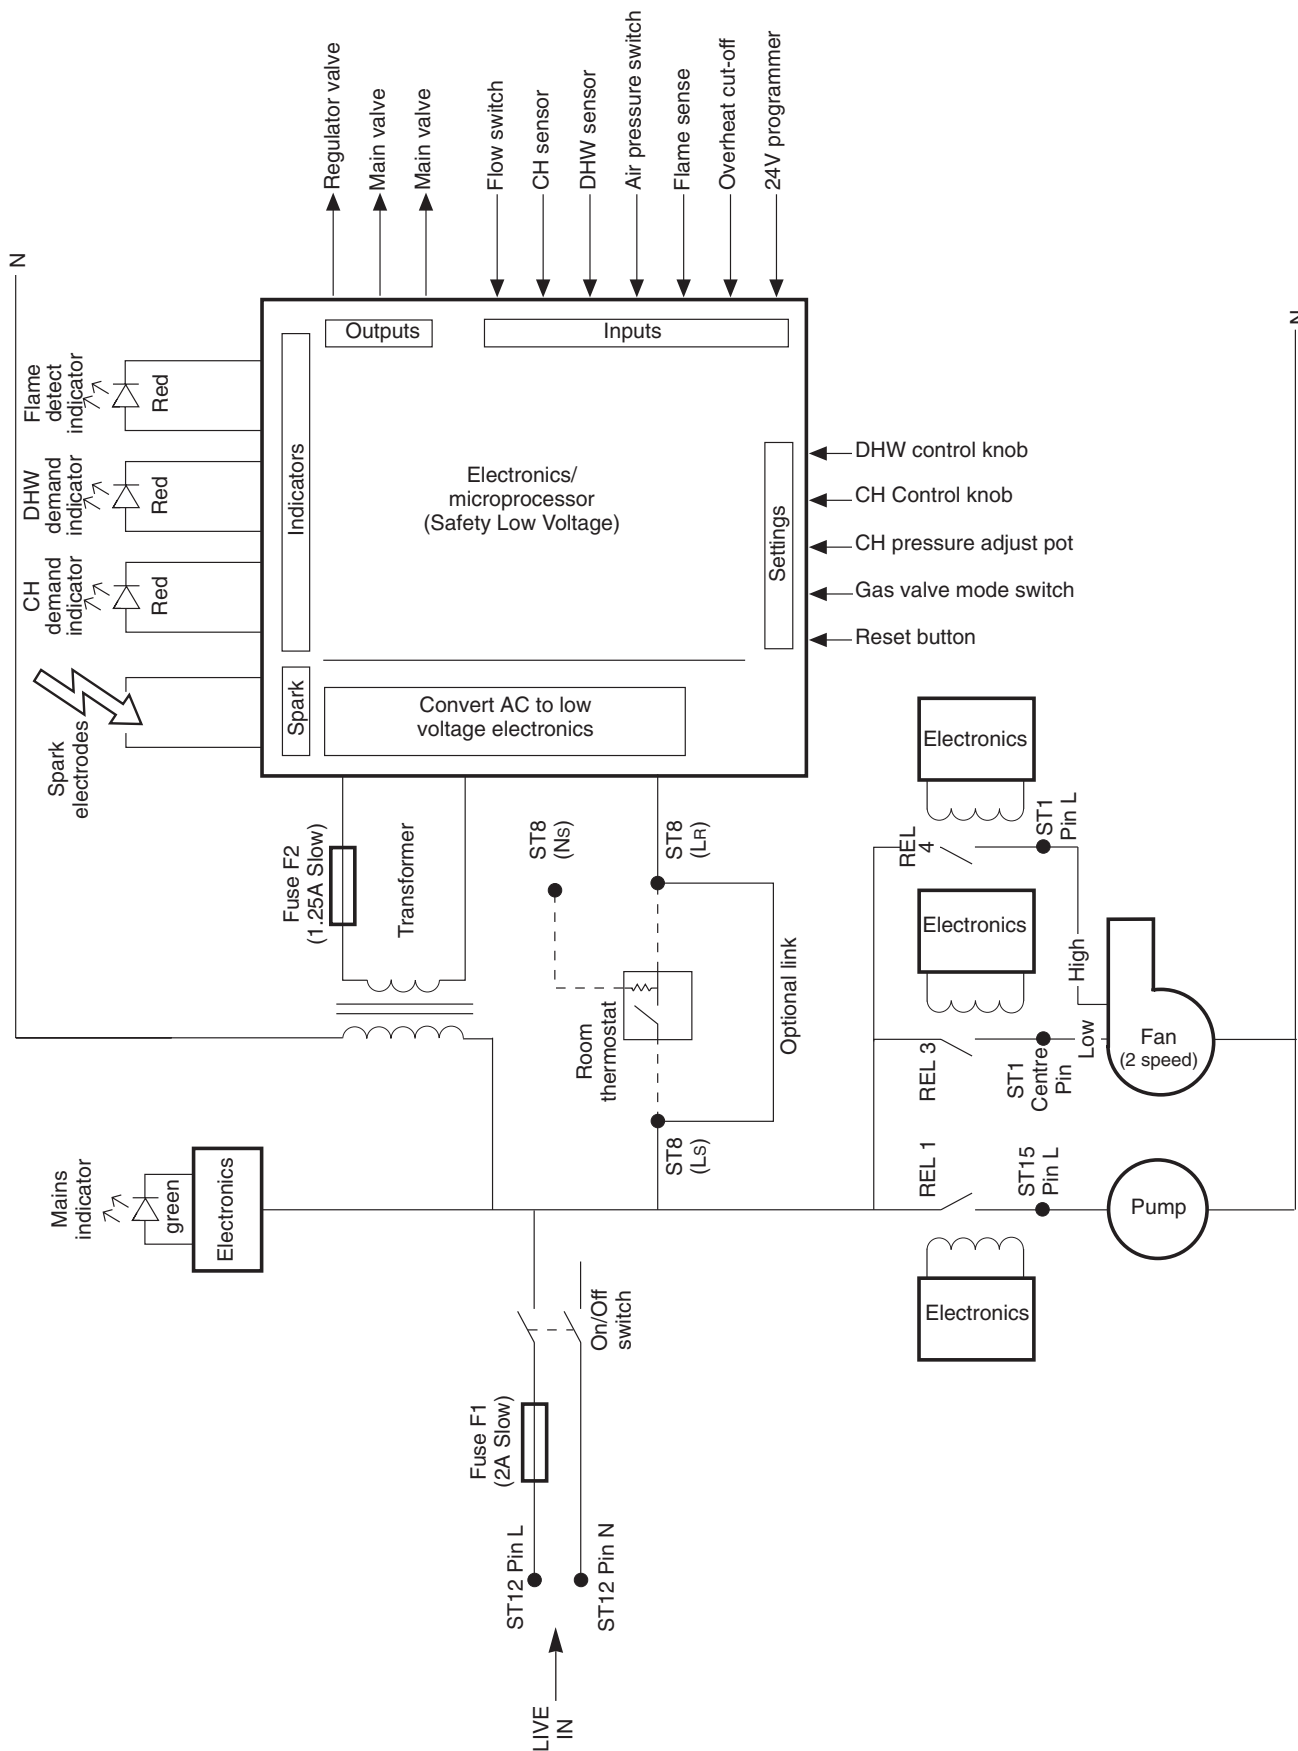 N
Flame
detect
indicator
Red
DHW
demand
indicator
Red
CH
demand
indicator
Red
Spark
electrodes
Mains
indicator
green
Electronics
Regulator valve
Main valve
Main valve
Flow switch
CH sensor
DHW sensor
Air pressure switch
Flame sense
Overheat cut-off
24V programmer
Outputs
Inputs
Indicators
Electronics/
microprocessor
(Safety Low Voltage)
Settings
Spark
Convert AC to low
voltage electronics
DHW control knob
CH Control knob
CH pressure adjust pot
Gas valve mode switch
Reset button
Fuse F2
(1.25A Slow)
Transformer
ST8
(NS)
ST8
(LR)
Room
thermostat
Optional link
ST8
(LS)
On/Off
switch
Fuse F1
(2A Slow)
ST12 Pin L
ST12 Pin N
LIVE
IN
Electronics
REL
4
ST1
Pin L
Electronics
High
REL 3
ST1
Centre
Pin
Low
Fan
(2 speed)
REL 1
ST15
Pin L
Pump
Electronics
N